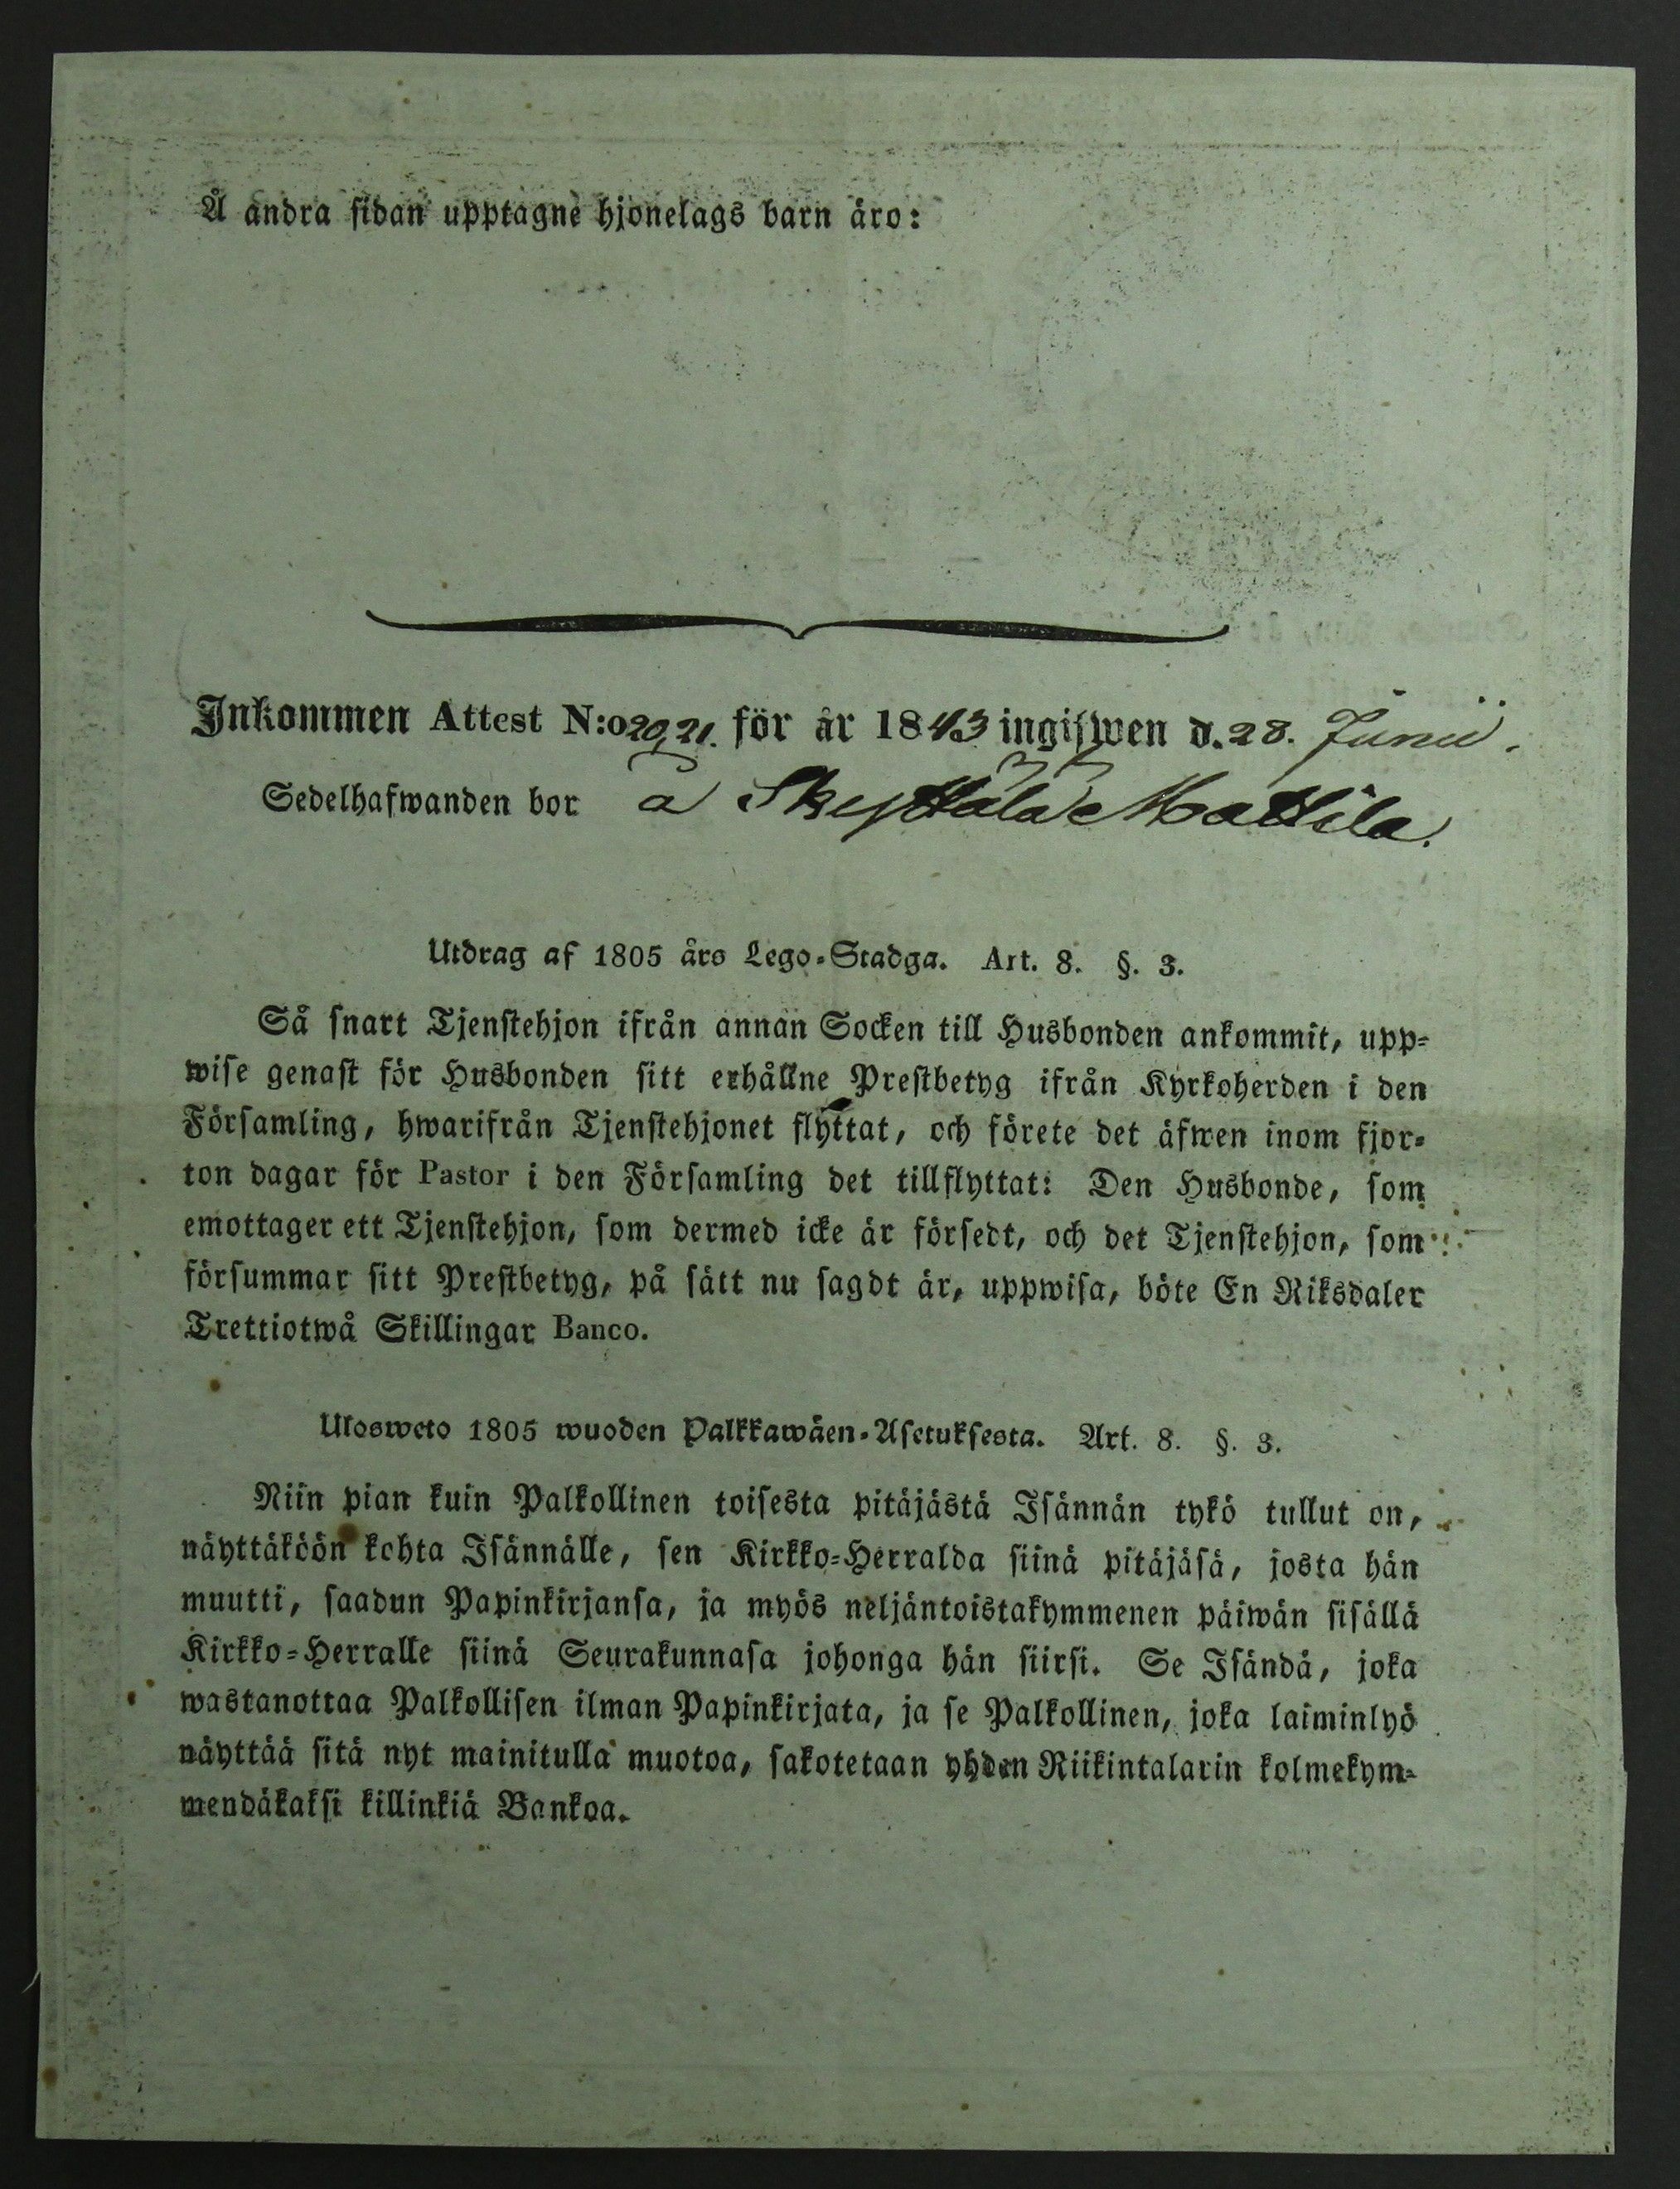 Å andra sidan upptagne hjonelags barn äro:
Inkommen Attest N:o 20, 21. för år 1843 ingifwen d. 28. Junii.
Sedelhafwanden bor å Skyttälä Mattila.
Utdrag af 1805 års Lego-Stadga. Art. 8. §. 3.
Så snart Tjenstehjon ifrån annan Socken till Husbonden ankommit, upp-
wise genast för Husbonden sitt erhållne Prestbetyg ifrån Kyrkoherden i den
Församling, hwarifrån Tjenstehjonet flyttat, och förete det äfwen inom fjor-
ton dagar för Pastor i den Församling det tillflyttat: Den Husbonde, som
emottager ett Tjenstehjon, som dermed icke är försedt, och det Tjenstehjon, som
försummar sitt Prestbetyg, på sätt nu sagdt är, uppwisa, böte En Riksdaler
Trettiotwå Skillingar Banco.
Ulosweto 1805 wuoden Palkkawäen-Asetuksesta. Art. 8. §. 3.
Niin pian kuin Palkollinen toisesta pitäjästä Isännän tykö tullut on,
näyttäköön kohta Isännälle, sen Kirkko-Herralda siinä pitäjäsä, josta hän
muutti, saadun Papinkirjansa, ja myös neljäntoistakymmenen päiwän sisällä
Kirkko-Herralle siinä Seurakunnasa johonga hän siirsi. Se Isändä, joka
wastanottaa Palkollisen ilman Papinkirjata, ja se Palkollinen, joka laiminlyö
näyttää sitä nyt mainitulla muotoa, sakotetaan yhden Riikintalarin kolmekym-
mendäkaksi killinkiä Bankoa.